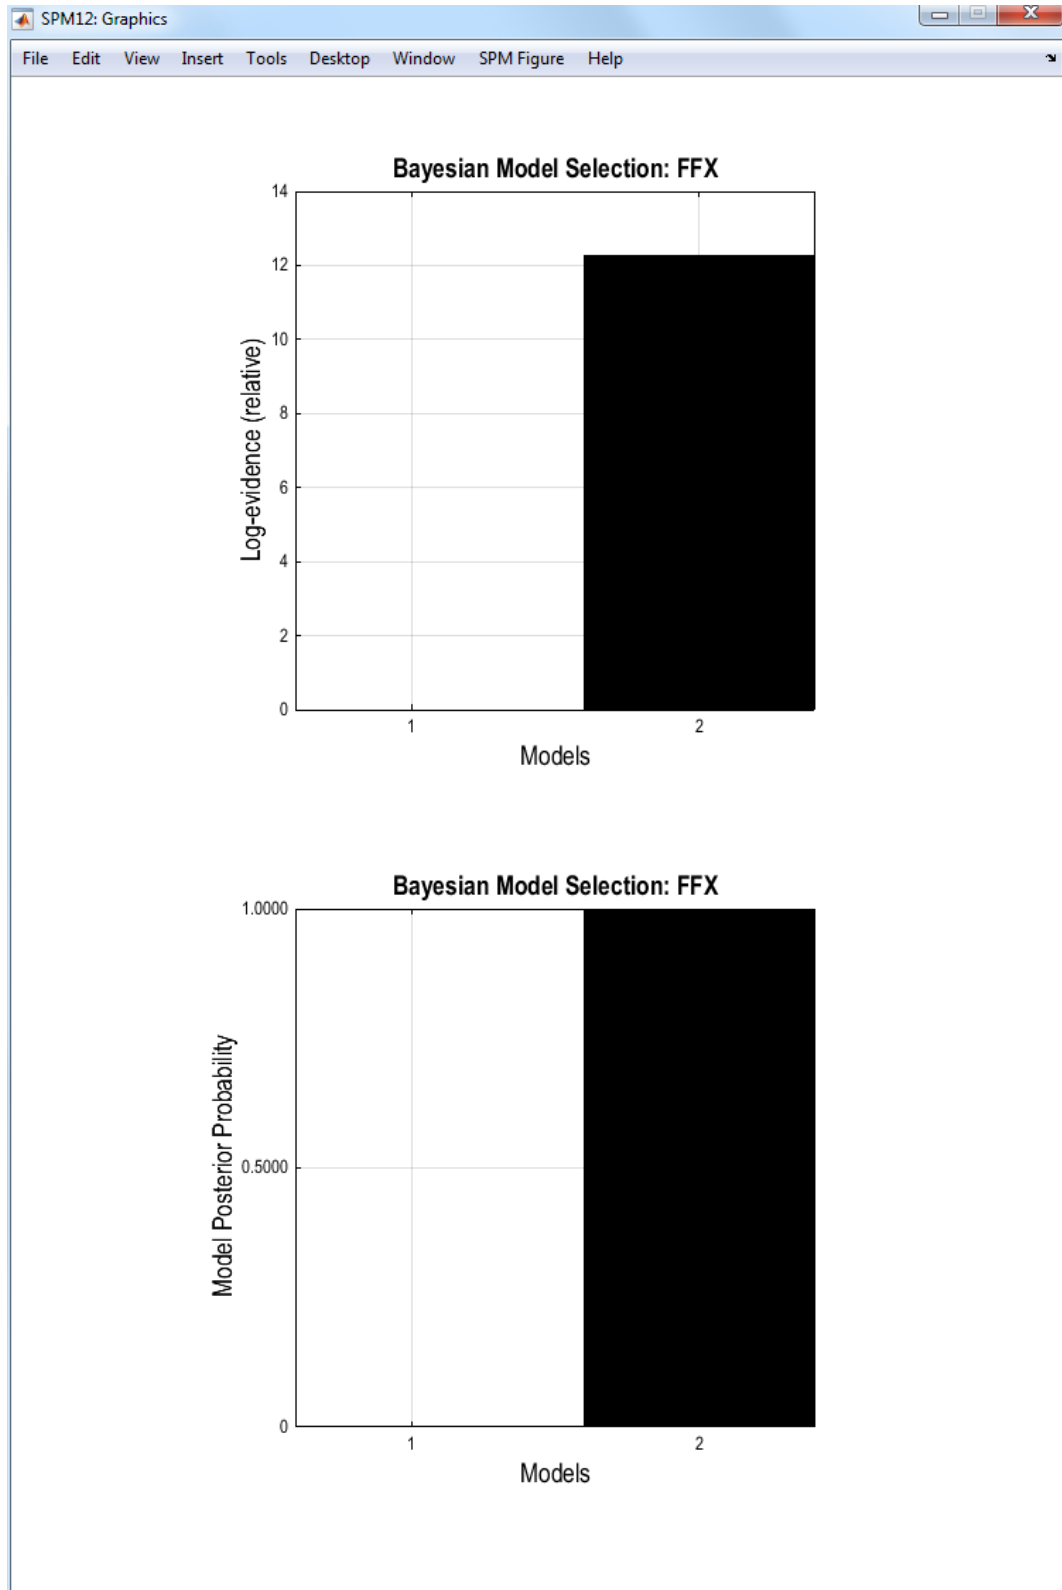 SPM12: Graphics
File Edit View Insert Tools Desktop Window SPM Figure Help
Bayesian Model Selection: FFX
14
12
10
8
6
4
2
0
Log-evidence (relative)
1 2
Models
Bayesian Model Selection: FFX
1.0000
0.5000
0
Model Posterior Probability
1 2
Models